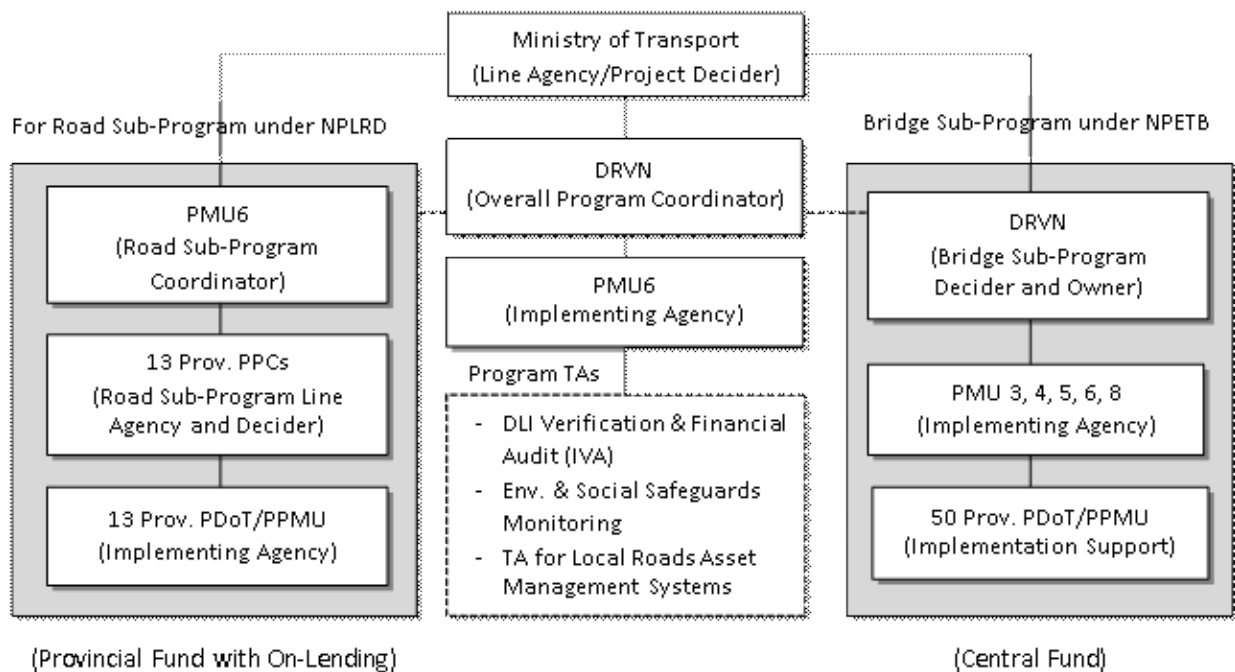 Ministry of Transport
(Line Agency/Project Decider)
For Road Sub-Program under NPLRD
Bridge Sub-Program under NPETB
PMU6
(Road Sub-Program
Coordinator)
13 Prov. PPCs
(Road Sub-Program Line
Agency and Decider)
13 Prov. PDoT/PPMU
(Implementing Agency)
(Provincial Fund with On-Lending)
DRVN
(Overall Program Coordinator)
PMU6
(Implementing Agency)
Program TAs
- DLI Verification & Financial
Audit (IVA)
- Env. & Social Safeguards
Monitoring
- TA for Local Roads Asset
Management Systems
DRVN
(Bridge Sub-Program
Decider and Owner)
PMU 3, 4, 5, 6, 8
(Implementing Agency)
50 Prov. PDoT/PPMU
(Implementation Support)
(Central Fund)